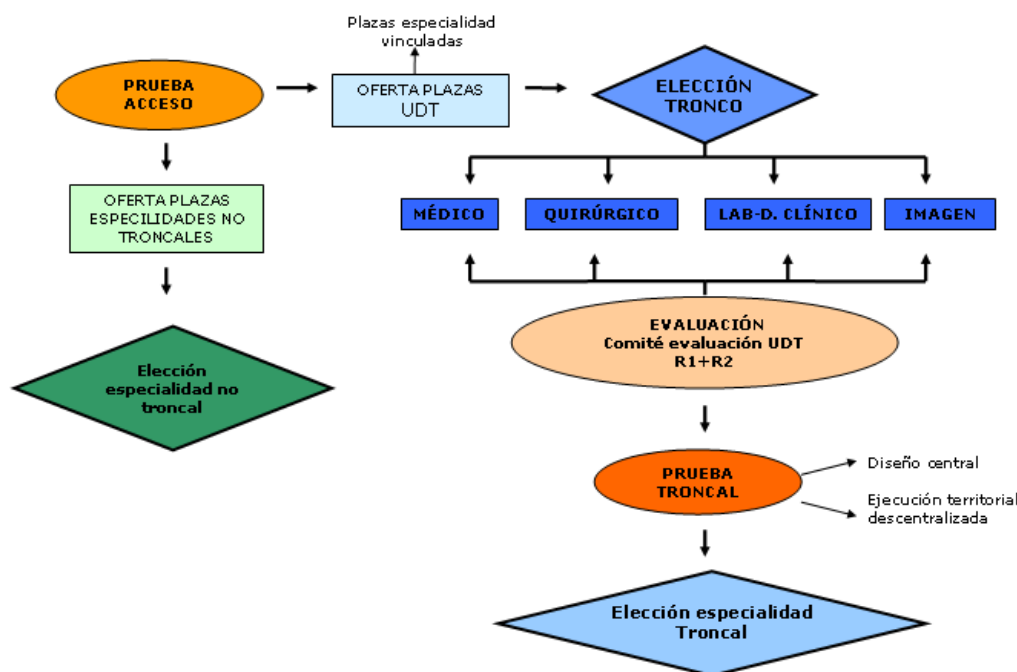 Plazas especialidad
vinculadas
PRUEBA
ACCESO
OFERTA PLAZAS
UDT
ELECCIÓN
TRONCO
OFERTA PLAZAS
ESPECILIDADES NO
TRONCALES
MÉDICO
QUIRÚRGICO
LAB-D. CLÍNICO
IMAGEN
EVALUACIÓN
Comité evaluación UDT
R1+R2
Elección
especialidad no
troncal
PRUEBA
TRONCAL
Diseño central
Ejecución territorial
descentralizada
Elección especialidad
Troncal